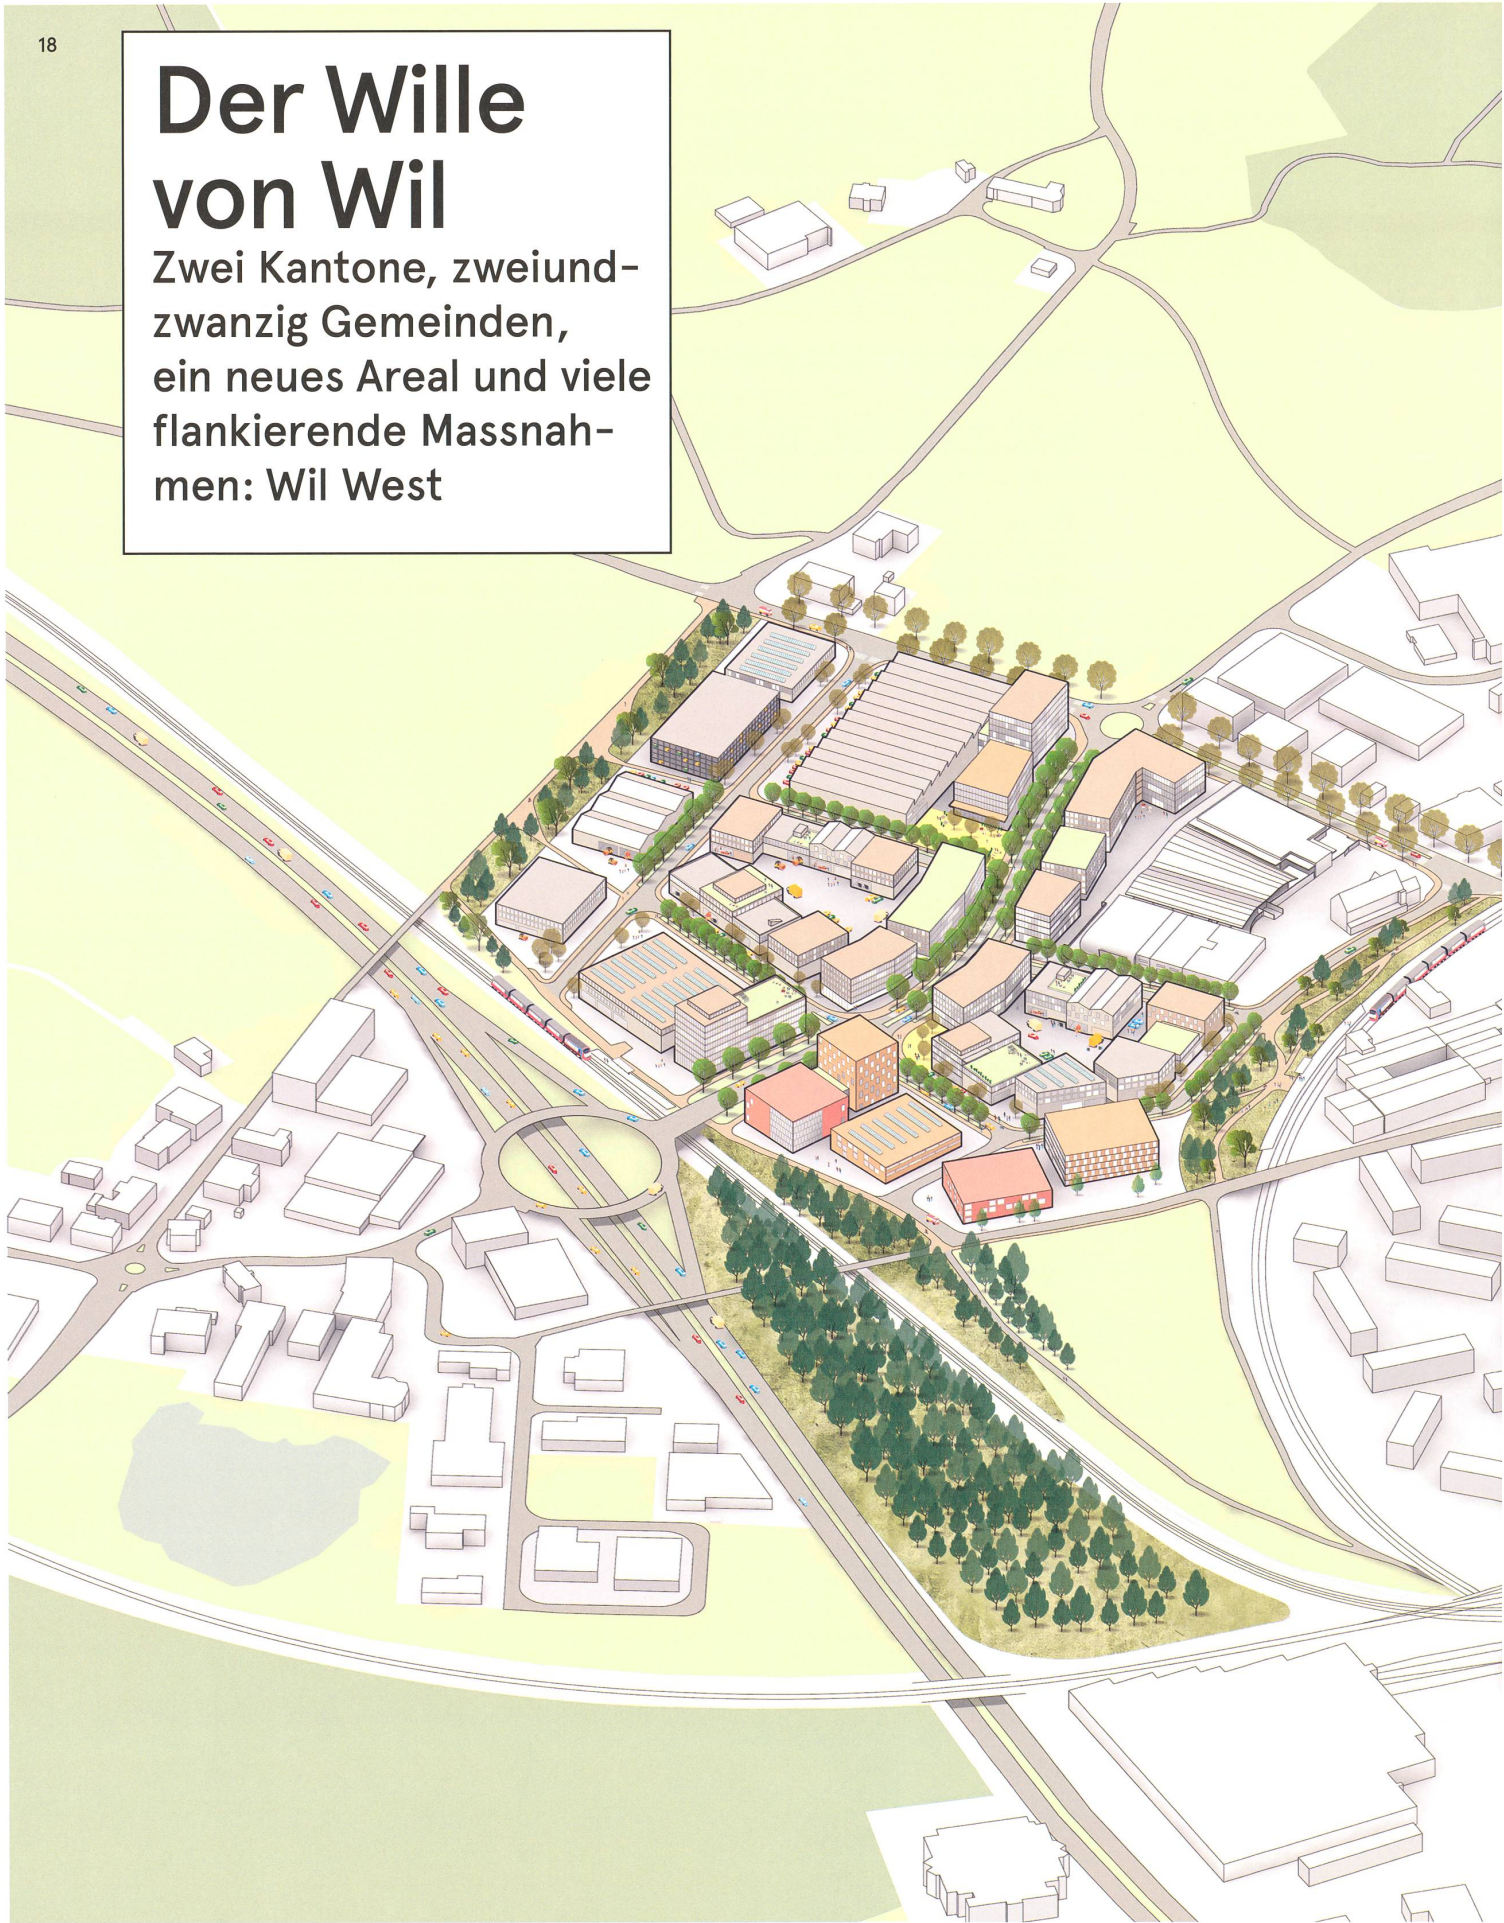 18
Der Wille
von Wil
Zwei Kantone, zweiund-
zwanzig Gemeinden,
ein neues Areal und viele
flankierende Massnah-
men: Wil West